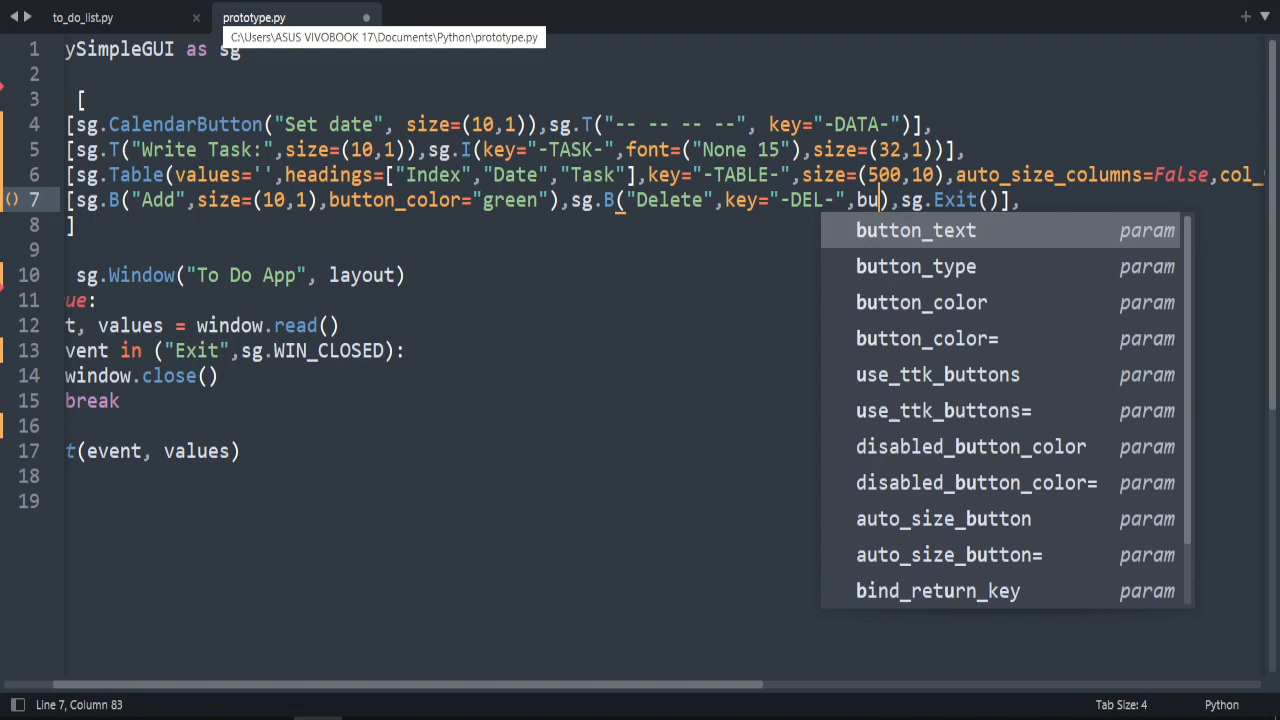 to_do_list.py
prototype.py
C:\Users\ASUS VIVOBOOK 17\Documents\Python\prototype.py
1 ySimpleGUI as sg
2
3 [
4 [sg.CalendarButton("Set date", size=(10,1)),sg.T("-- -- -- --", key="-DATA-")],
5 [sg.T("Write Task:",size=(10,1)),sg.I(key="-TASK-",font=("None 15"),size=(32,1))],
6 [sg.Table(values='',headings=["Index","Date","Task"],key="-TABLE-",size=(500,10),auto_size_columns=False,col_
7 [sg.B("Add",size=(10,1),button_color="green"),sg.B("Delete",key="-DEL-",bu),sg.Exit()],
8 ]
9
10 sg.Window("To Do App", layout)
11 ue:
12 t, values = window.read()
13 vent in ("Exit",sg.WIN_CLOSED):
14 window.close()
15 break
16
17 t(event, values)
18
19
button_text param
button_type param
button_color param
button_color= param
use_ttk_buttons param
use_ttk_buttons= param
disabled_button_color param
disabled_button_color= param
auto_size_button param
auto_size_button= param
bind_return_key param
Line 7, Column 83
Tab Size: 4
Python